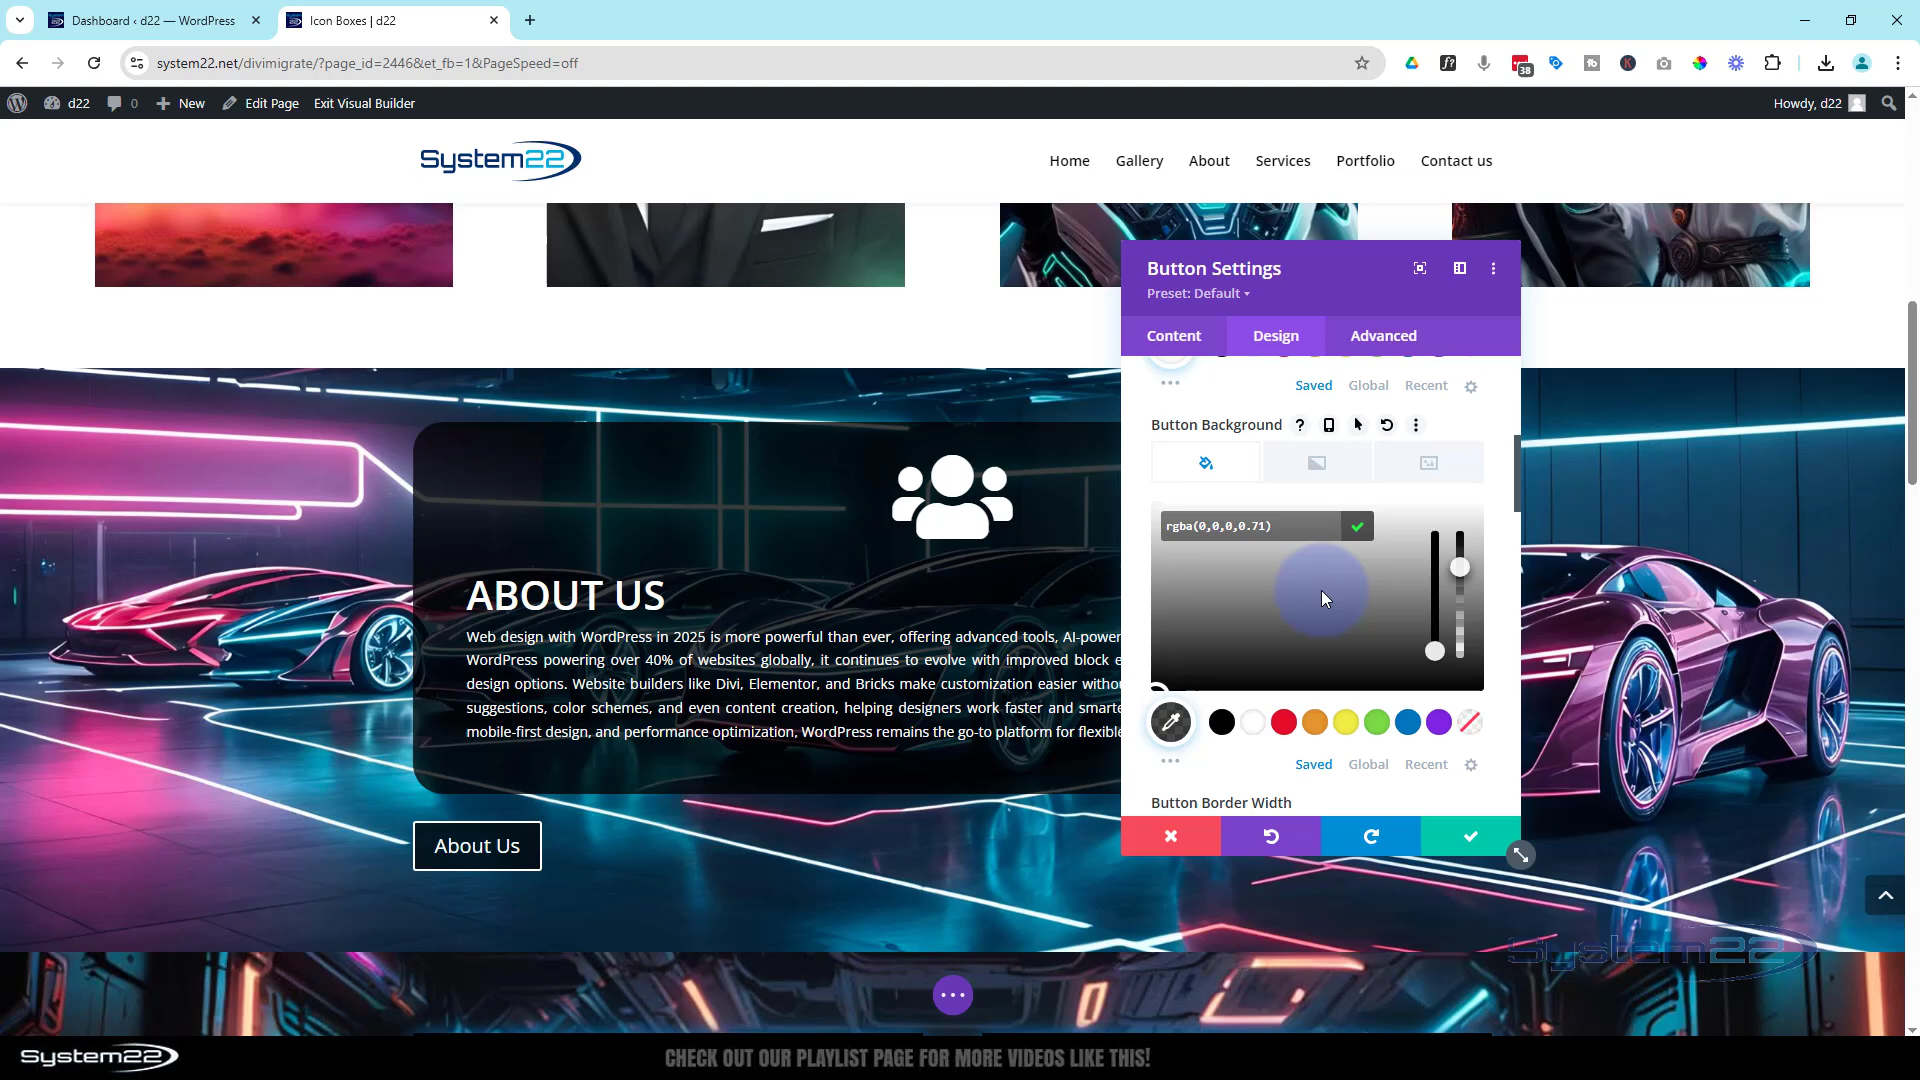 Dashboard ‹ d22 — WordPress
Icon Boxes | d22
system22.net/divimigrate/?page_id=2446&et_fb=1&PageSpeed=off
38
d22
0
New
Edit Page
Exit Visual Builder
Howdy, d22
System22
Home
Gallery
About
Services
Portfolio
Contact us
Button Settings
Preset: Default
Content
Design
Advanced
Saved
Global
Recent
Button Background
rgba(0,0,0,0.71)
Saved
Global
Recent
Button Border Width
ABOUT US
Web design with WordPress in 2025 is more powerful than ever, offering advanced tools, AI-power
WordPress powering over 40% of websites globally, it continues to evolve with improved block e
design options. Website builders like Divi, Elementor, and Bricks make customization easier witho
suggestions, color schemes, and even content creation, helping designers work faster and smarte
mobile-first design, and performance optimization, WordPress remains the go-to platform for flexible
About Us
System22
System22
CHECK OUT OUR PLAYLIST PAGE FOR MORE VIDEOS LIKE THIS!